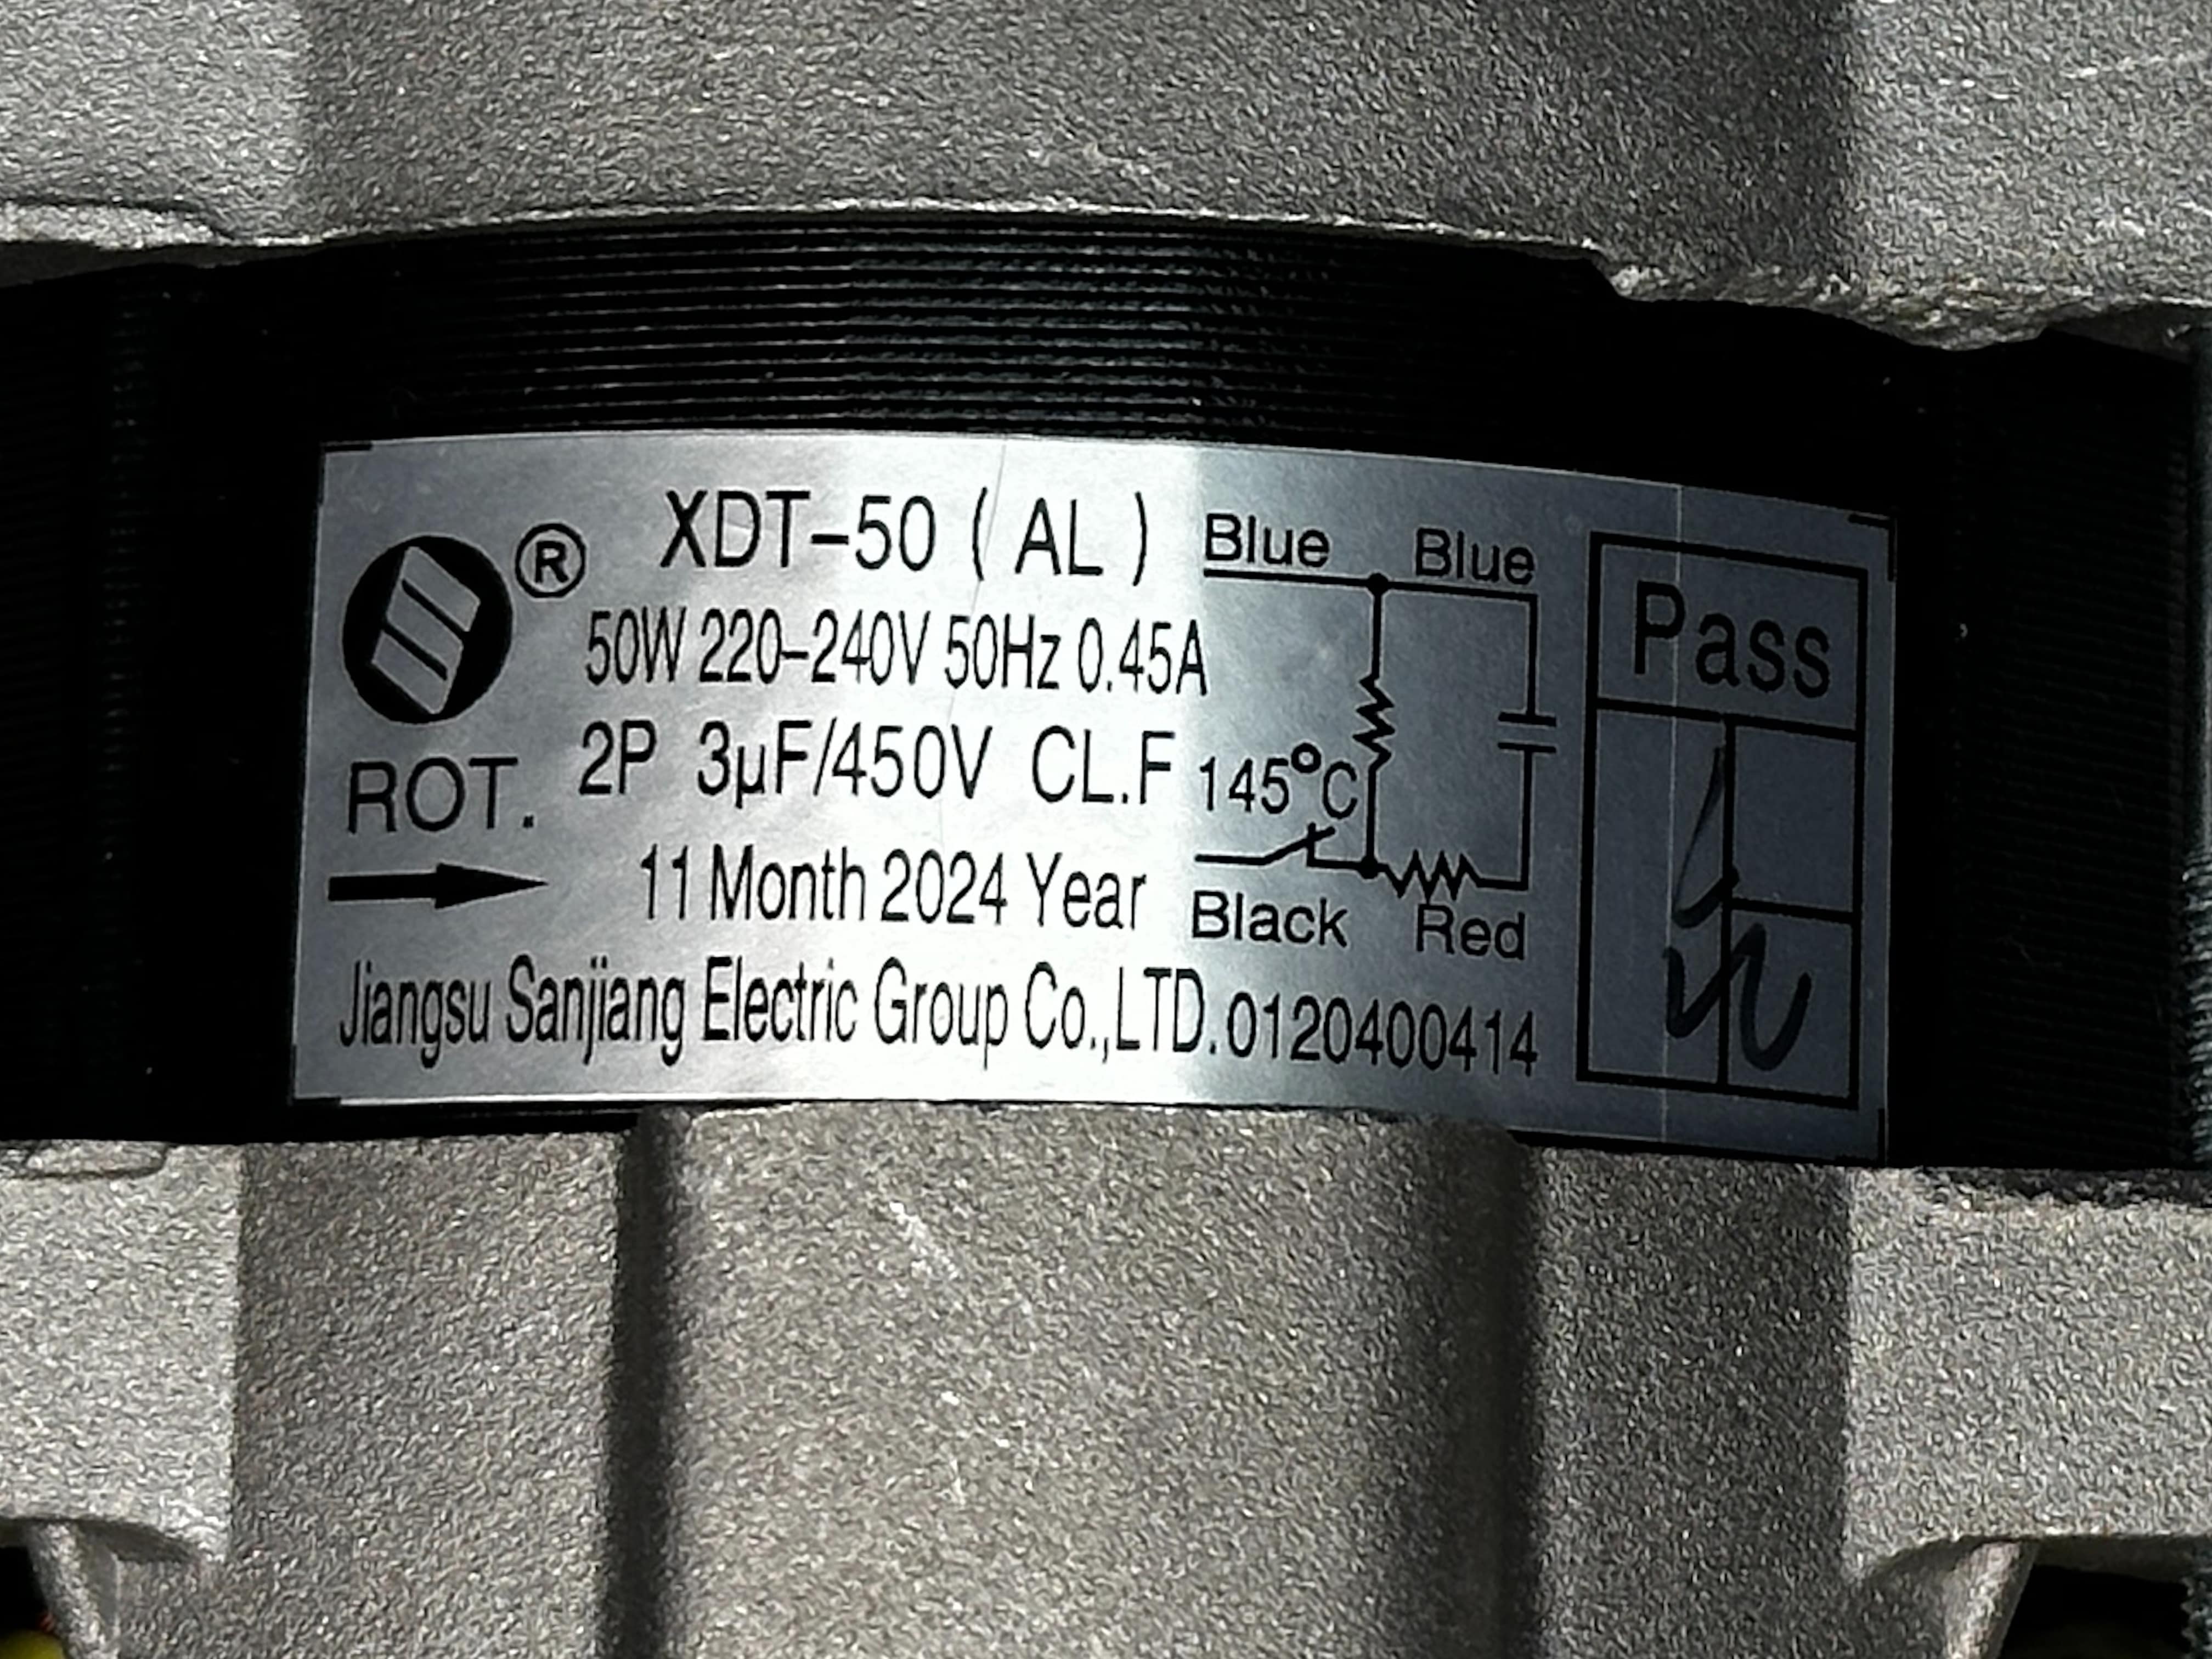 ®
XDT-50 ( AL )
50W 220-240V 50Hz 0.45A
2P 3µF/450V CL.F
ROT.
11 Month 2024 Year
Jiangsu Sanjiang Electric Group Co.,LTD.
Blue Blue
145°C
Black Red
0120400414
Pass